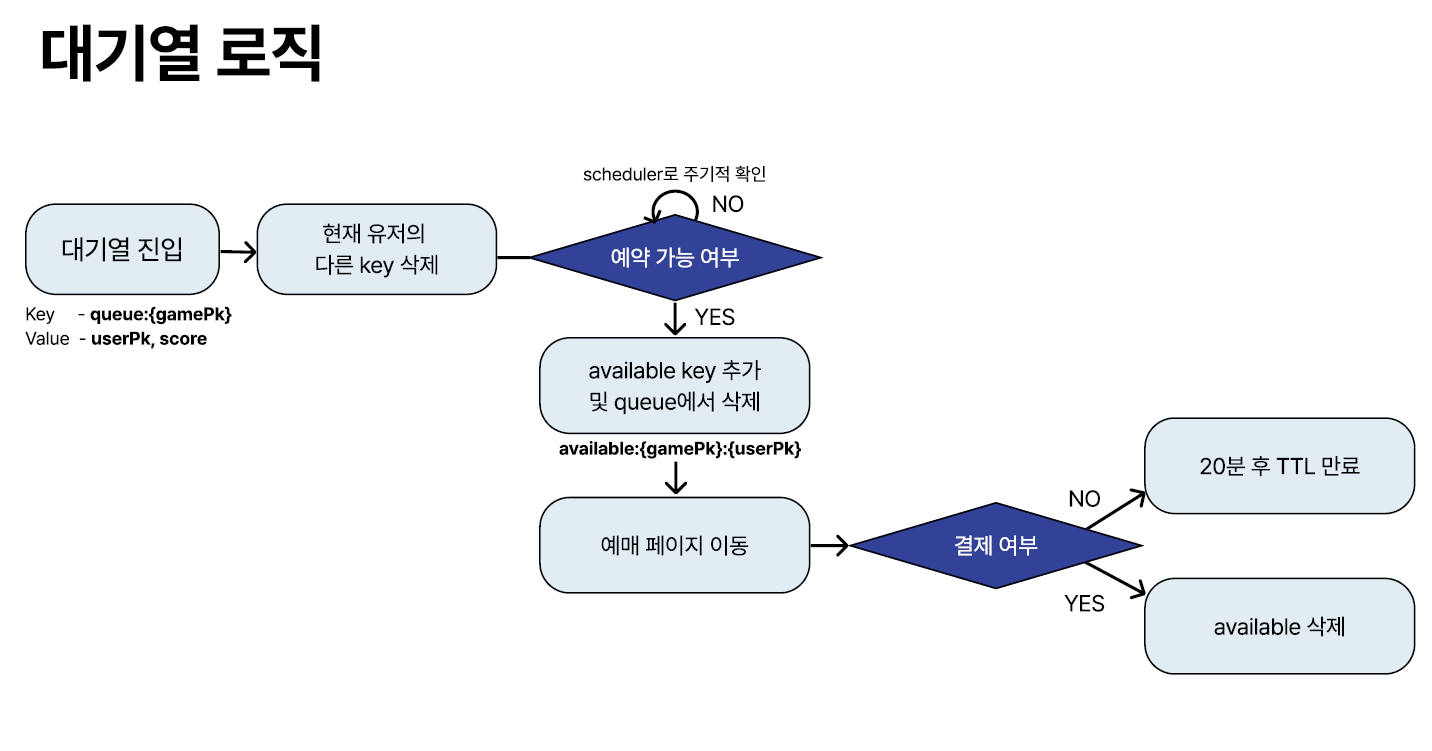 대기열 로직
scheduler로 주기적 확인
NO
대기열 진입
현재 유저의
다른 key 삭제
예약 가능 여부
Key - queue:{gamePk}
Value - userPk, score
YES
available key 추가
및 queue에서 삭제
available:{gamePk}:{userPk}
예매 페이지 이동
결제 여부
NO
20분 후 TTL 만료
YES
available 삭제